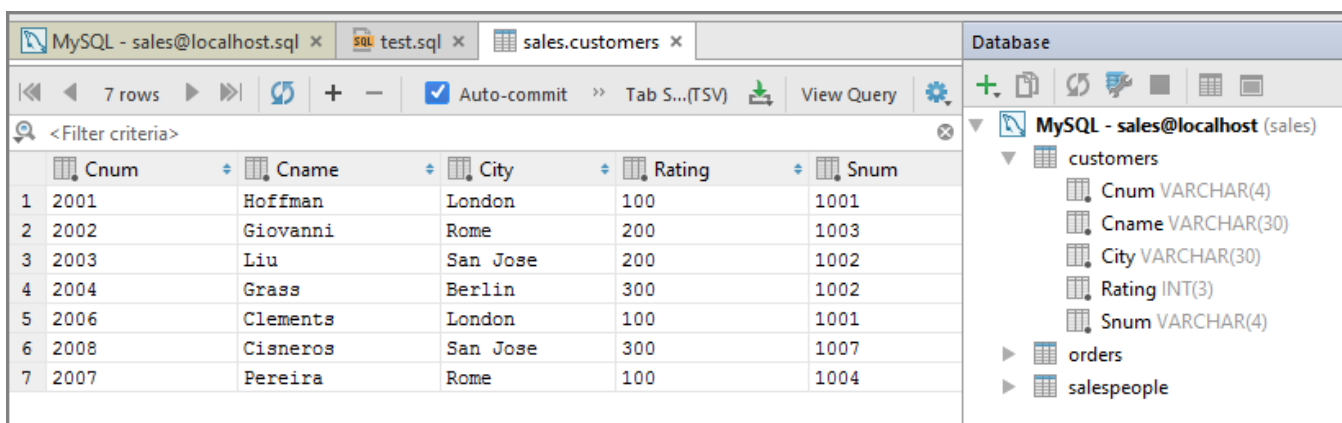 MySQL - sales@localhost.sql × test.sql × sales.customers × Database
7 rows + − Auto-commit » Tab S...(TSV) View Query
<Filter criteria> MySQL - sales@localhost (sales)
Cnum Cname City Rating Snum customers
1 2001 Hoffman London 100 1001 Cnum VARCHAR(4)
2 2002 Giovanni Rome 200 1003 Cname VARCHAR(30)
3 2003 Liu San Jose 200 1002 City VARCHAR(30)
4 2004 Grass Berlin 300 1002 Rating INT(3)
5 2006 Clements London 100 1001 Snum VARCHAR(4)
6 2008 Cisneros San Jose 300 1007 orders
7 2007 Pereira Rome 100 1004 salespeople